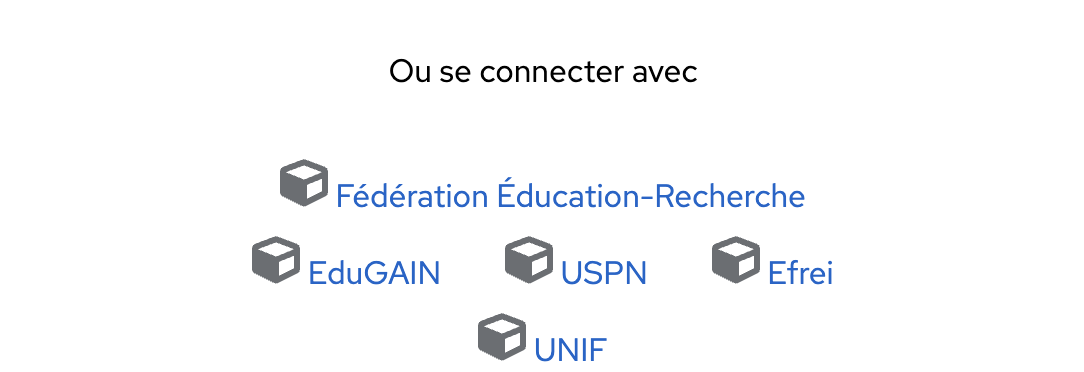 Ou se connecter avec
Fédération Éducation-Recherche
EduGAIN USPN Efrei
UNIF